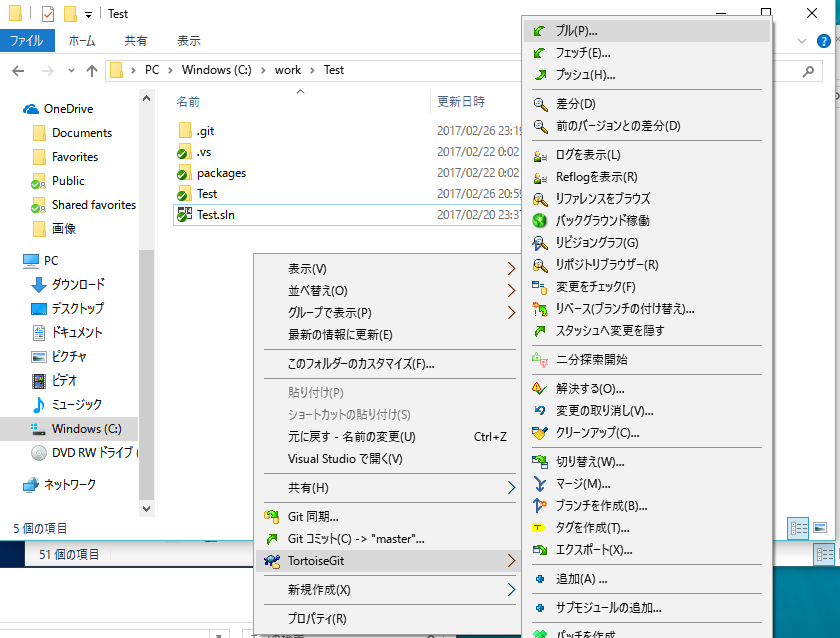 Test
ファイル ホーム 共有 表示
PC Windows (C:) work Test
名前 更新日時
OneDrive
Documents
Favorites
Public
Shared favorites
画像
PC
ダウンロード
デスクトップ
ドキュメント
ピクチャ
ビデオ
ミュージック
Windows (C:)
DVD RW ドライブ (
ネットワーク
.git 2017/02/26 23:19
.vs 2017/02/22 0:02
packages 2017/02/22 0:02
Test 2017/02/26 20:59
Test.sln 2017/02/20 23:37
5 個の項目
51 個の項目
表示(V)
並べ替え(O)
グループで表示(P)
最新の情報に更新(E)
このフォルダーのカスタマイズ(F)...
貼り付け(P)
ショートカットの貼り付け(S)
元に戻す - 名前の変更(U) Ctrl+Z
Visual Studio で開く(V)
共有(H)
Git 同期...
Git コミット(C) -> "master"...
TortoiseGit
新規作成(X)
プロパティ(R)
プル(P)...
フェッチ(E)...
プッシュ(H)...
差分(D)
前のバージョンとの差分(D)
ログを表示(L)
Reflogを表示(R)
リファレンスをブラウズ
バックグラウンド稼働
リビジョングラフ(G)
リポジトリブラウザー(R)
変更をチェック(F)
リベース(ブランチの付け替え)...
スタッシュへ変更を隠す
二分探索開始
解決する(O)...
変更の取り消し(V)...
クリーンアップ(C)...
切り替え(W)...
マージ(M)...
ブランチを作成(B)...
タグを作成(T)...
エクスポート(X)...
追加(A) ...
サブモジュールの追加...
パッチを作成